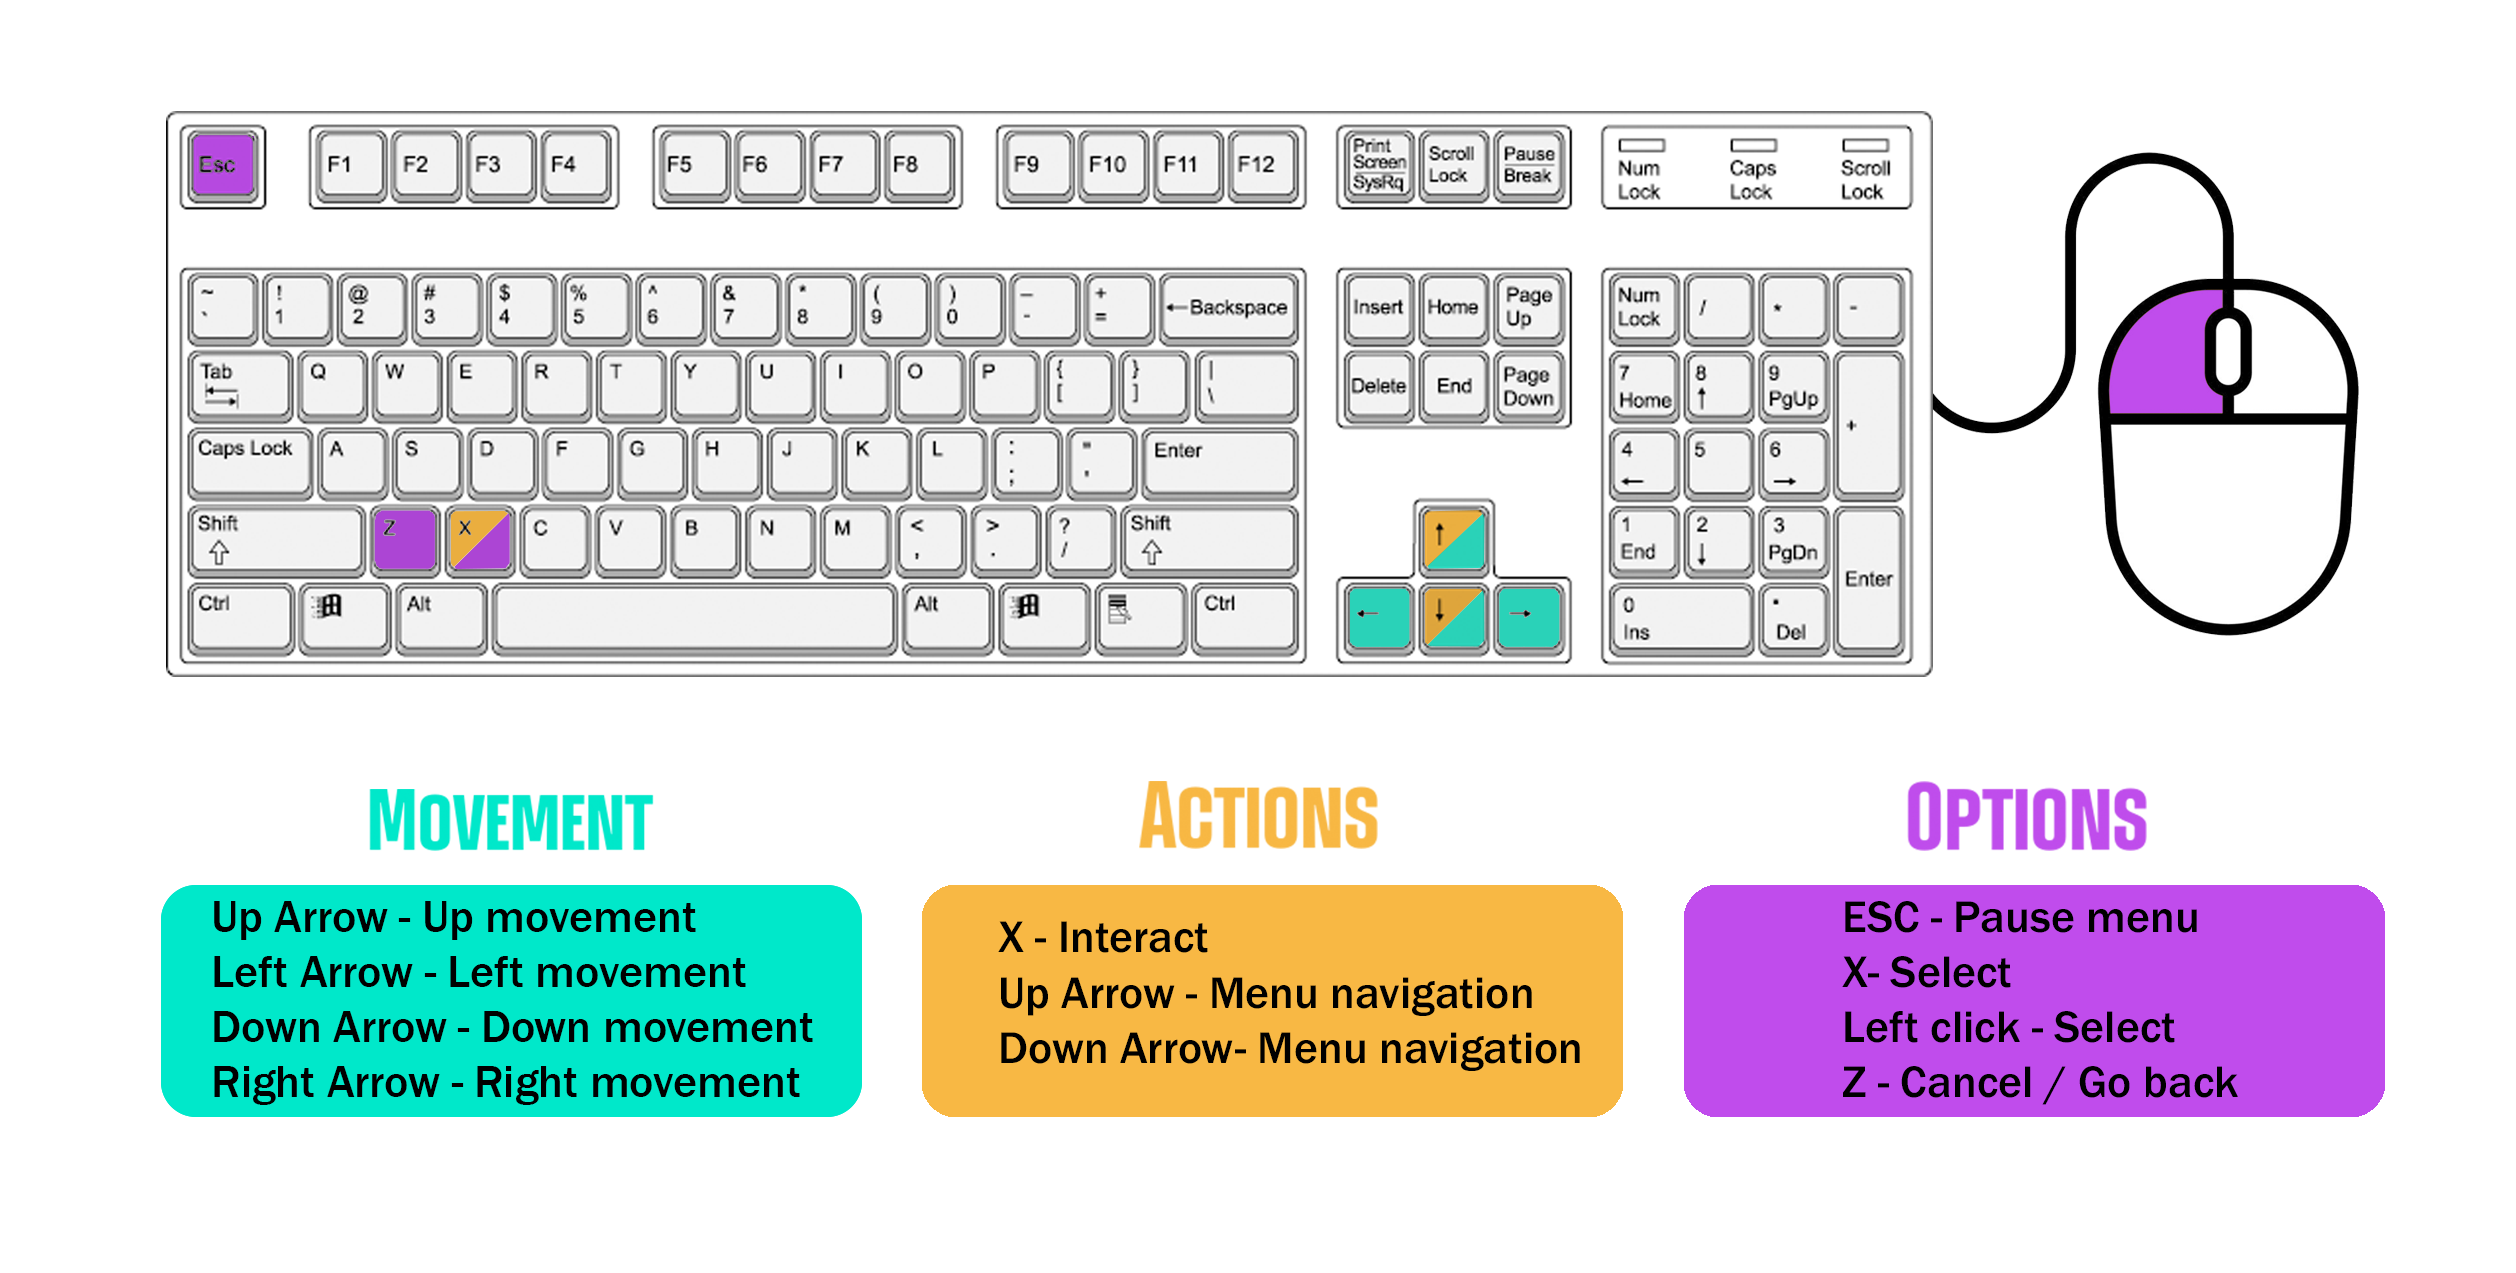 Esc F1 F2 F3 F4 F5 F6 F7 F8 F9 F10 F11 F12
Print
Screen
SysRq
Scroll
Lock
Pause
Break
Num
Lock
Caps
Lock
Scroll
Lock
~
`
!
1
@
2
#
3
$
4
%
5
^
6
&
7
*
8
(
9
)
0
–
-
+
=
←Backspace
Insert Home
Page
Up
Num
Lock
/ * -
Tab
Q W E R T Y U I O P
{
[
}
]
|
\
Delete End
Page
Down
7
Home
8
↑
9
PgUp
+
Caps Lock A S D F G H J K L
:
;
"
'
Enter
4
←
5
6
→
Shift
⇧
Z X C V B N M
<
,
>
.
?
/
Shift
⇧
↑
1
End
2
↓
3
PgDn
Enter
Ctrl Alt Alt Ctrl
← ↓ →
0
Ins
.
Del
MOVEMENT
Up Arrow - Up movement
Left Arrow - Left movement
Down Arrow - Down movement
Right Arrow - Right movement
ACTIONS
X - Interact
Up Arrow - Menu navigation
Down Arrow- Menu navigation
OPTIONS
ESC - Pause menu
X- Select
Left click - Select
Z - Cancel / Go back